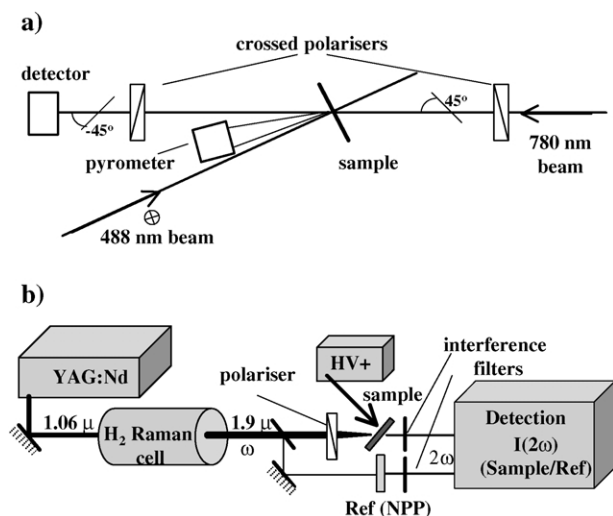 a)
crossed polarisers
detector
-45°
45°
pyrometer
sample
780 nm
beam
488 nm beam
b)
YAG:Nd
HV+
interference
filters
polariser
sample
1.06 μ
H2 Raman
cell
1.9 μ
ω
Detection
I(2ω)
(Sample/Ref)
2ω
Ref (NPP)